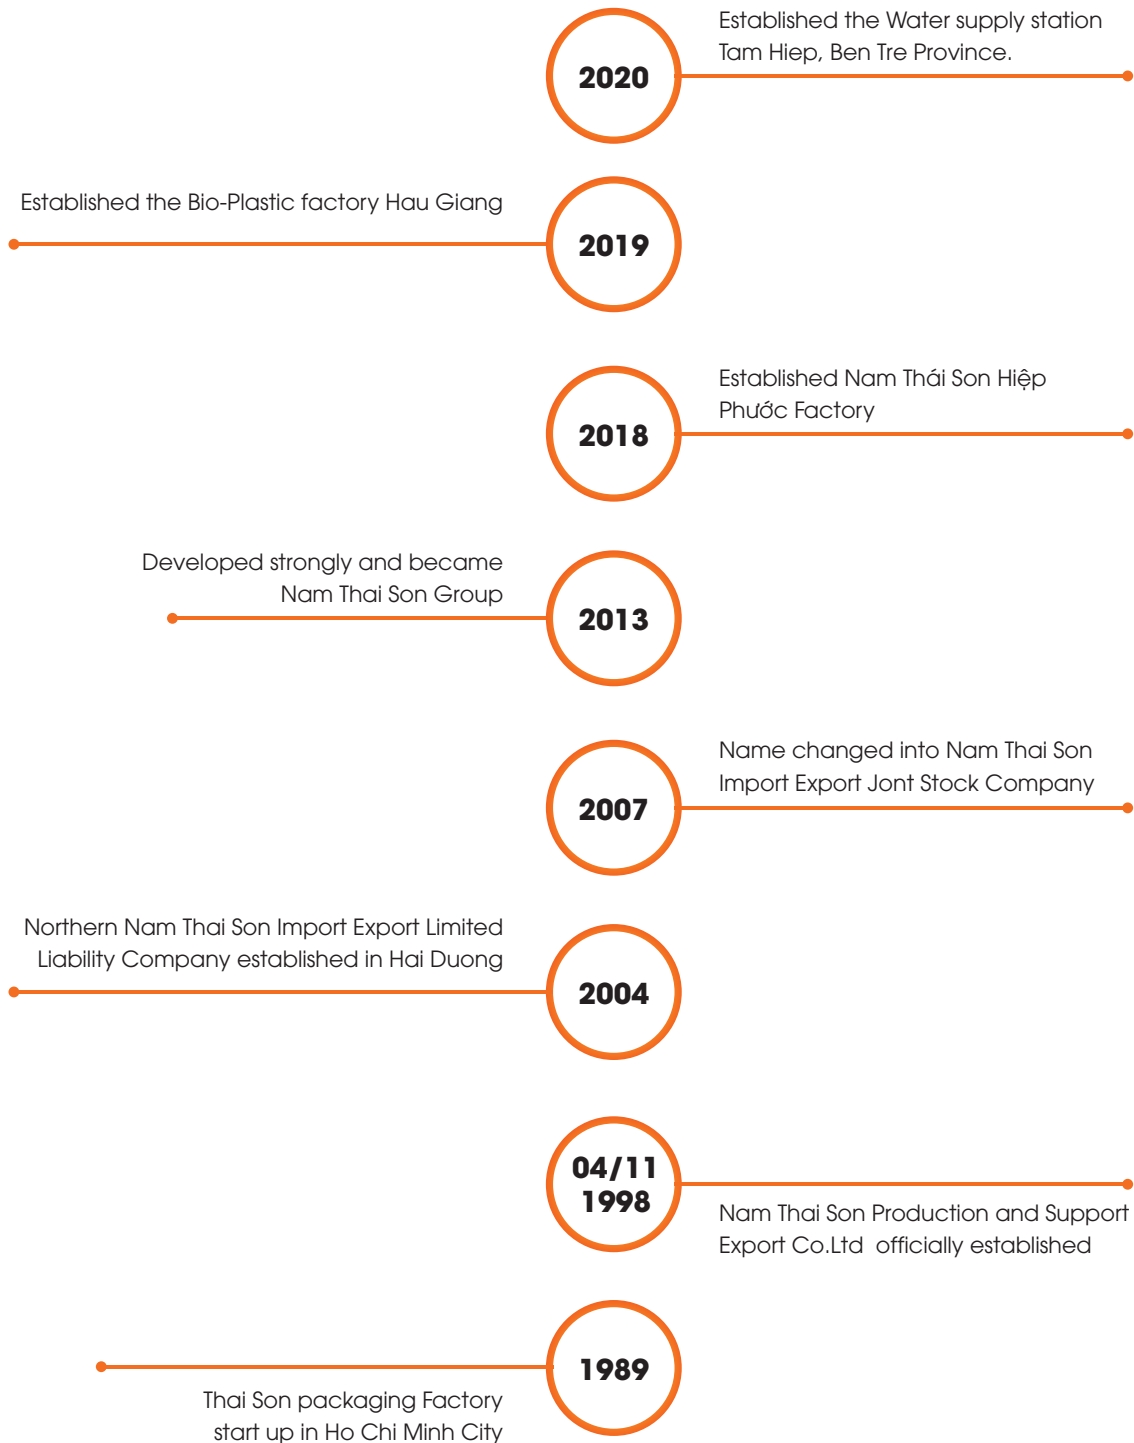 Established the Water supply station
Tam Hiep, Ben Tre Province.
2020
Established the Bio-Plastic factory Hau Giang
2019
Established Nam Thái Son Hiệp
Phước Factory
2018
Developed strongly and became
Nam Thai Son Group
2013
Name changed into Nam Thai Son
Import Export Jont Stock Company
2007
Northern Nam Thai Son Import Export Limited
Liability Company established in Hai Duong
2004
04/11
1998
Nam Thai Son Production and Support
Export Co.Ltd officially established
1989
Thai Son packaging Factory
start up in Ho Chi Minh City